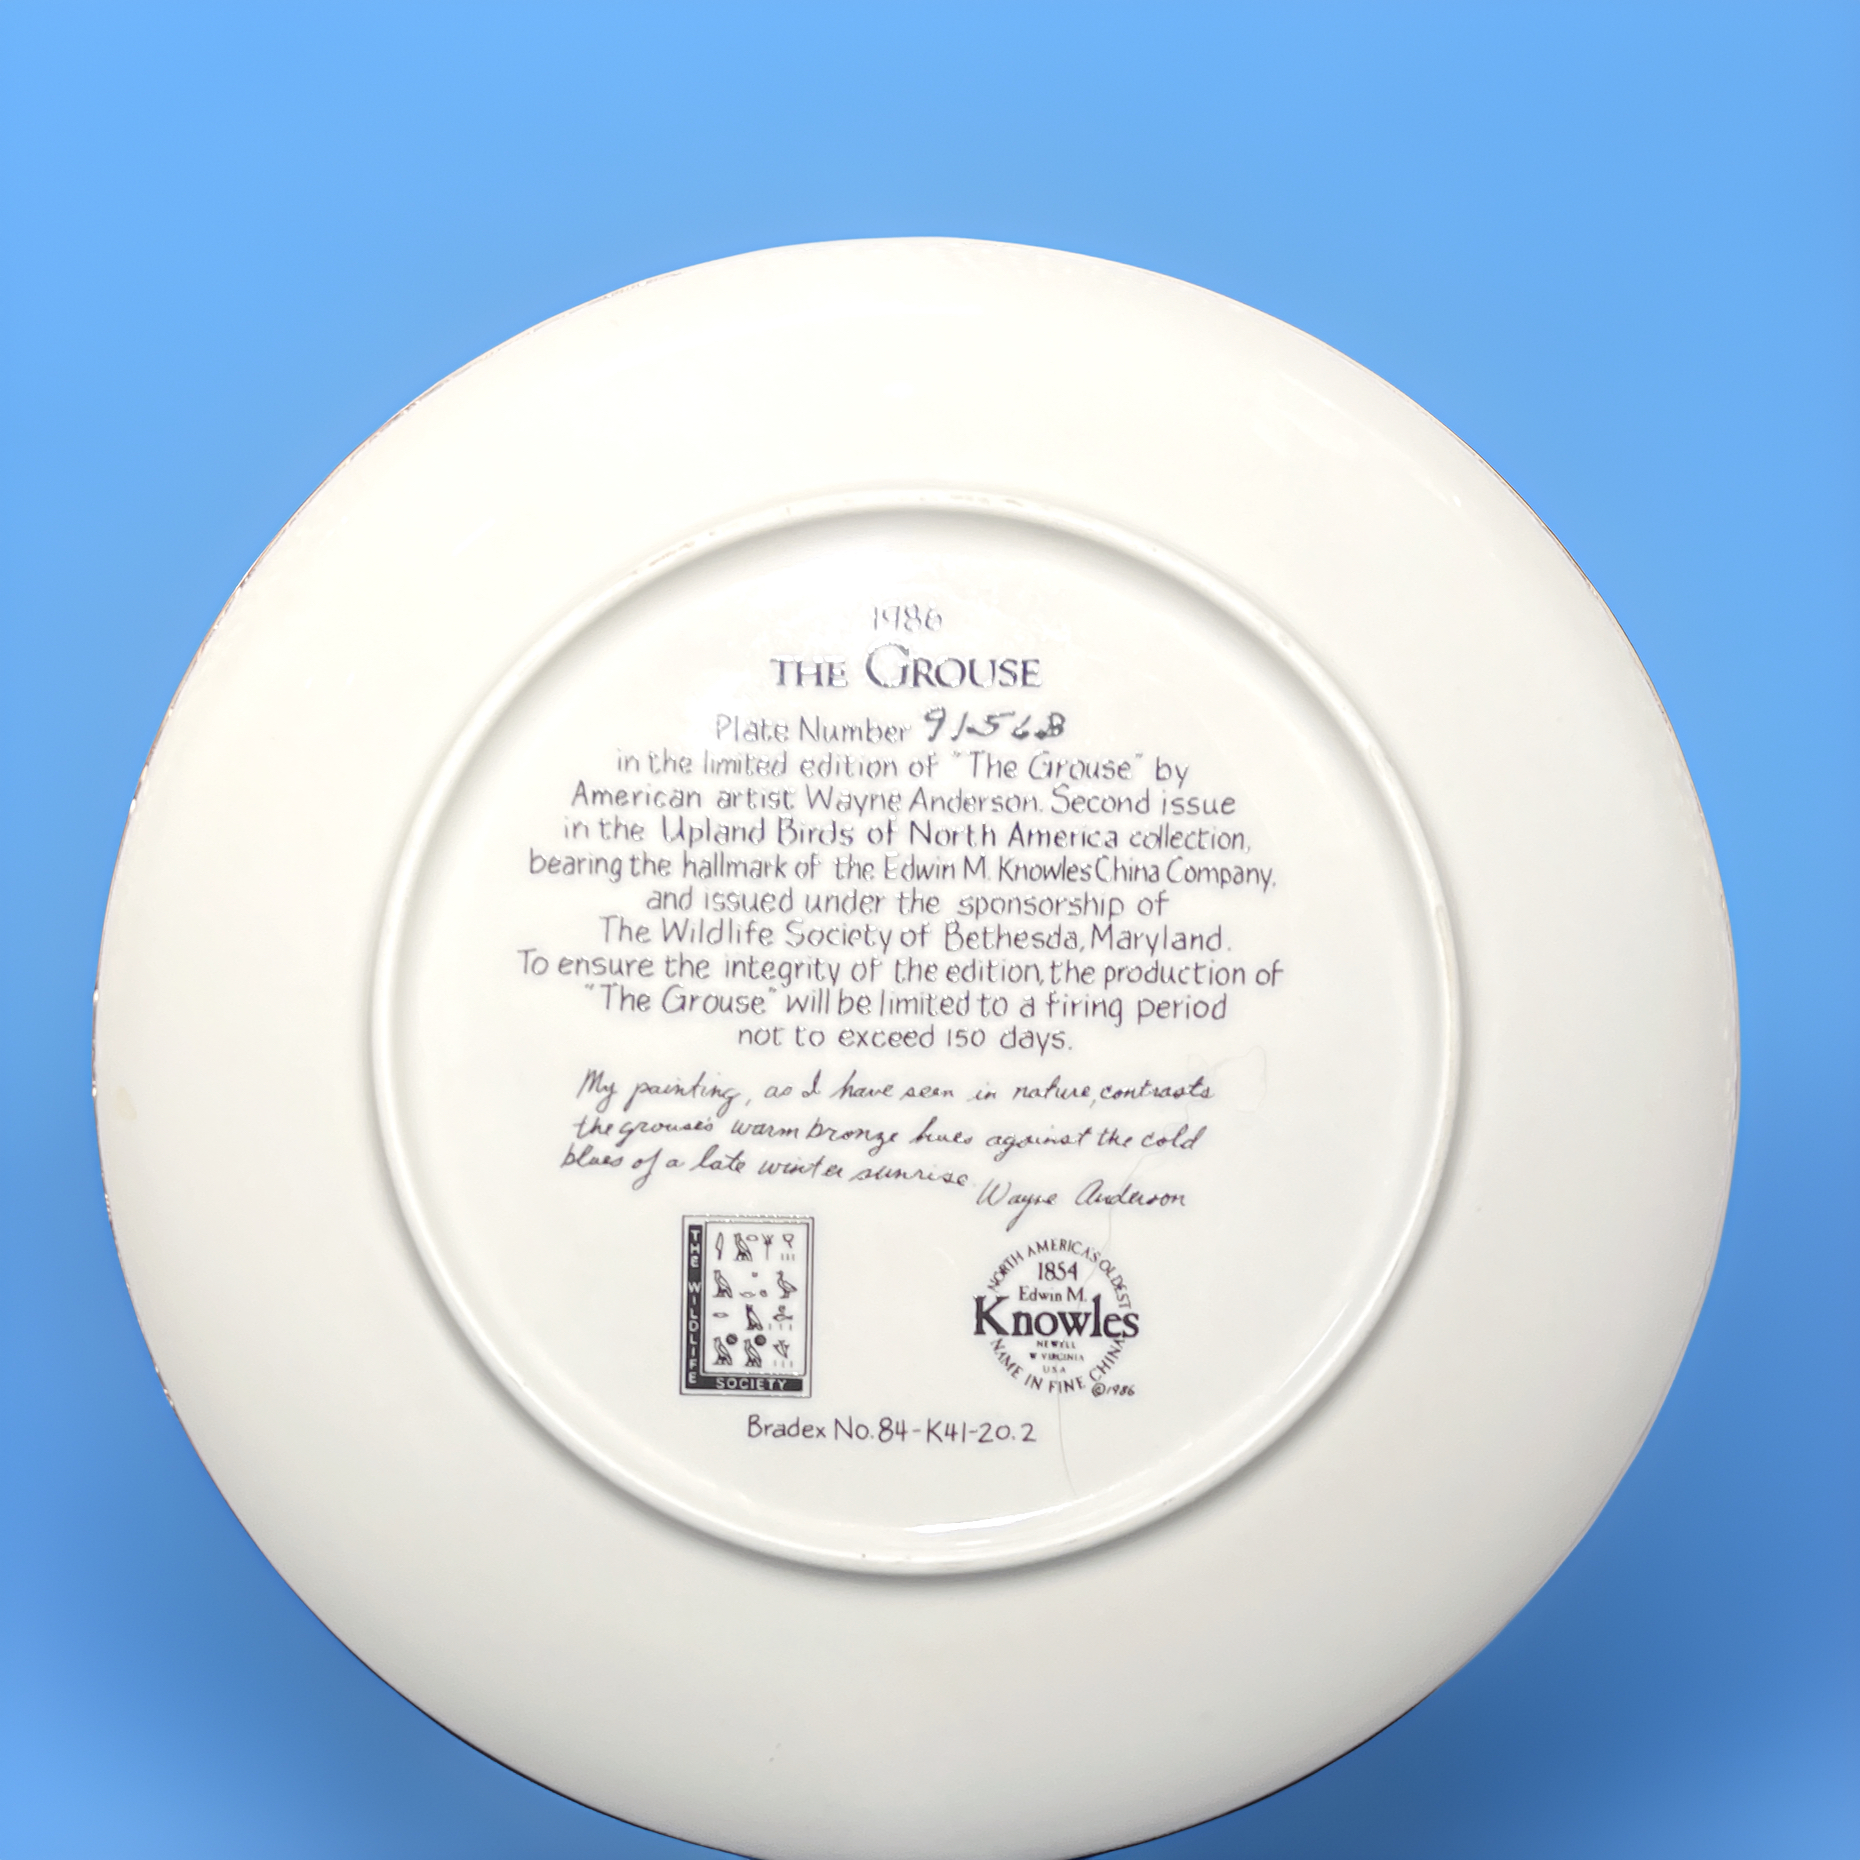 1986
THE GROUSE
Plate Number 9156B
in the limited edition of "The Grouse" by
American artist Wayne Anderson. Second issue
in the Upland Birds of North America collection,
bearing the hallmark of the Edwin M. Knowles China Company,
and issued under the sponsorship of
The Wildlife Society of Bethesda, Maryland.
To ensure the integrity of the edition, the production of
"The Grouse" will be limited to a firing period
not to exceed 150 days.
My painting, as I have seen in nature, contrasts
the grouse's warm bronze hues against the cold
blues of a late winter sunrise.
Wayne Anderson
THE WILDLIFE
SOCIETY
NORTH AMERICA'S OLDEST
1854
Edwin M.
Knowles
NEWELL
W VIRGINIA
USA
NAME IN FINE CHINA
©1986
Bradex No. 84-K41-20.2